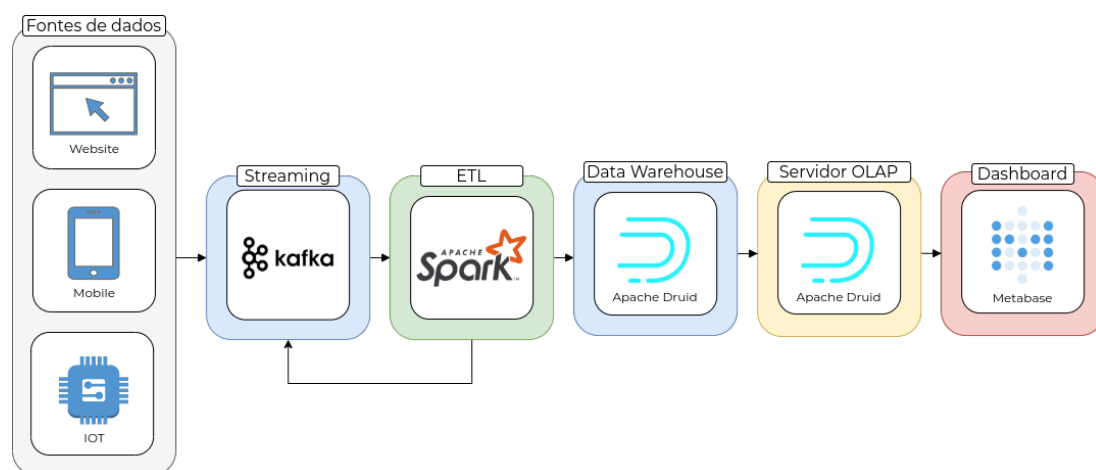 Fontes de dados
Website
Mobile
IOT
Streaming
kafka
ETL
APACHE
Spark
Data Warehouse
Apache Druid
Servidor OLAP
Apache Druid
Dashboard
Metabase